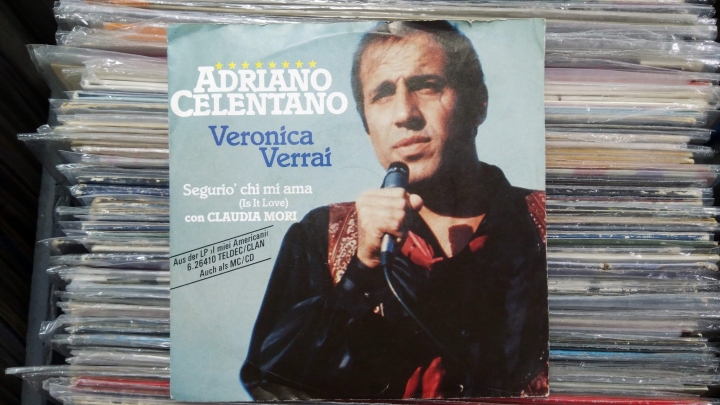 ADRIANO
CELENTANO
Veronica
Verrai
Segurio' chi mi ama
(Is It Love)
con CLAUDIA MORI
Aus der LP ›I miei Americani‹
6.26410 TELDEC/CLAN
Auch als MC/CD